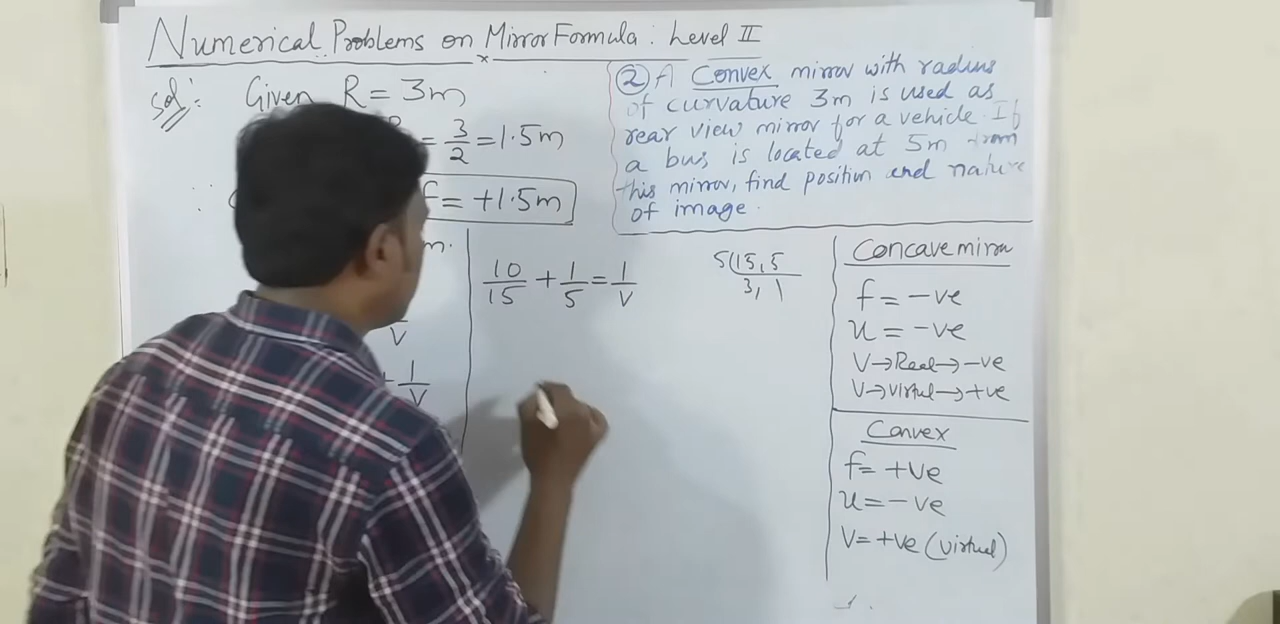 Numerical Problems on Mirror Formula : Level II
Sol: Given R = 3m
= 3/2 = 1.5m
∴ f = +1.5m
m.
1/V
1/V
10/15 + 1/5 = 1/V
5(15, 5
3, 1
② A Convex mirror with radius
of curvature 3m is used as
rear view mirror for a vehicle. If
a bus is located at 5m from
this mirror, find position and nature
of image.
Concave mirror
f = -ve
u = -ve
V→Real→-ve
V→virtual→+ve
Convex
f= +ve
u= -ve
V= +ve (virtual)